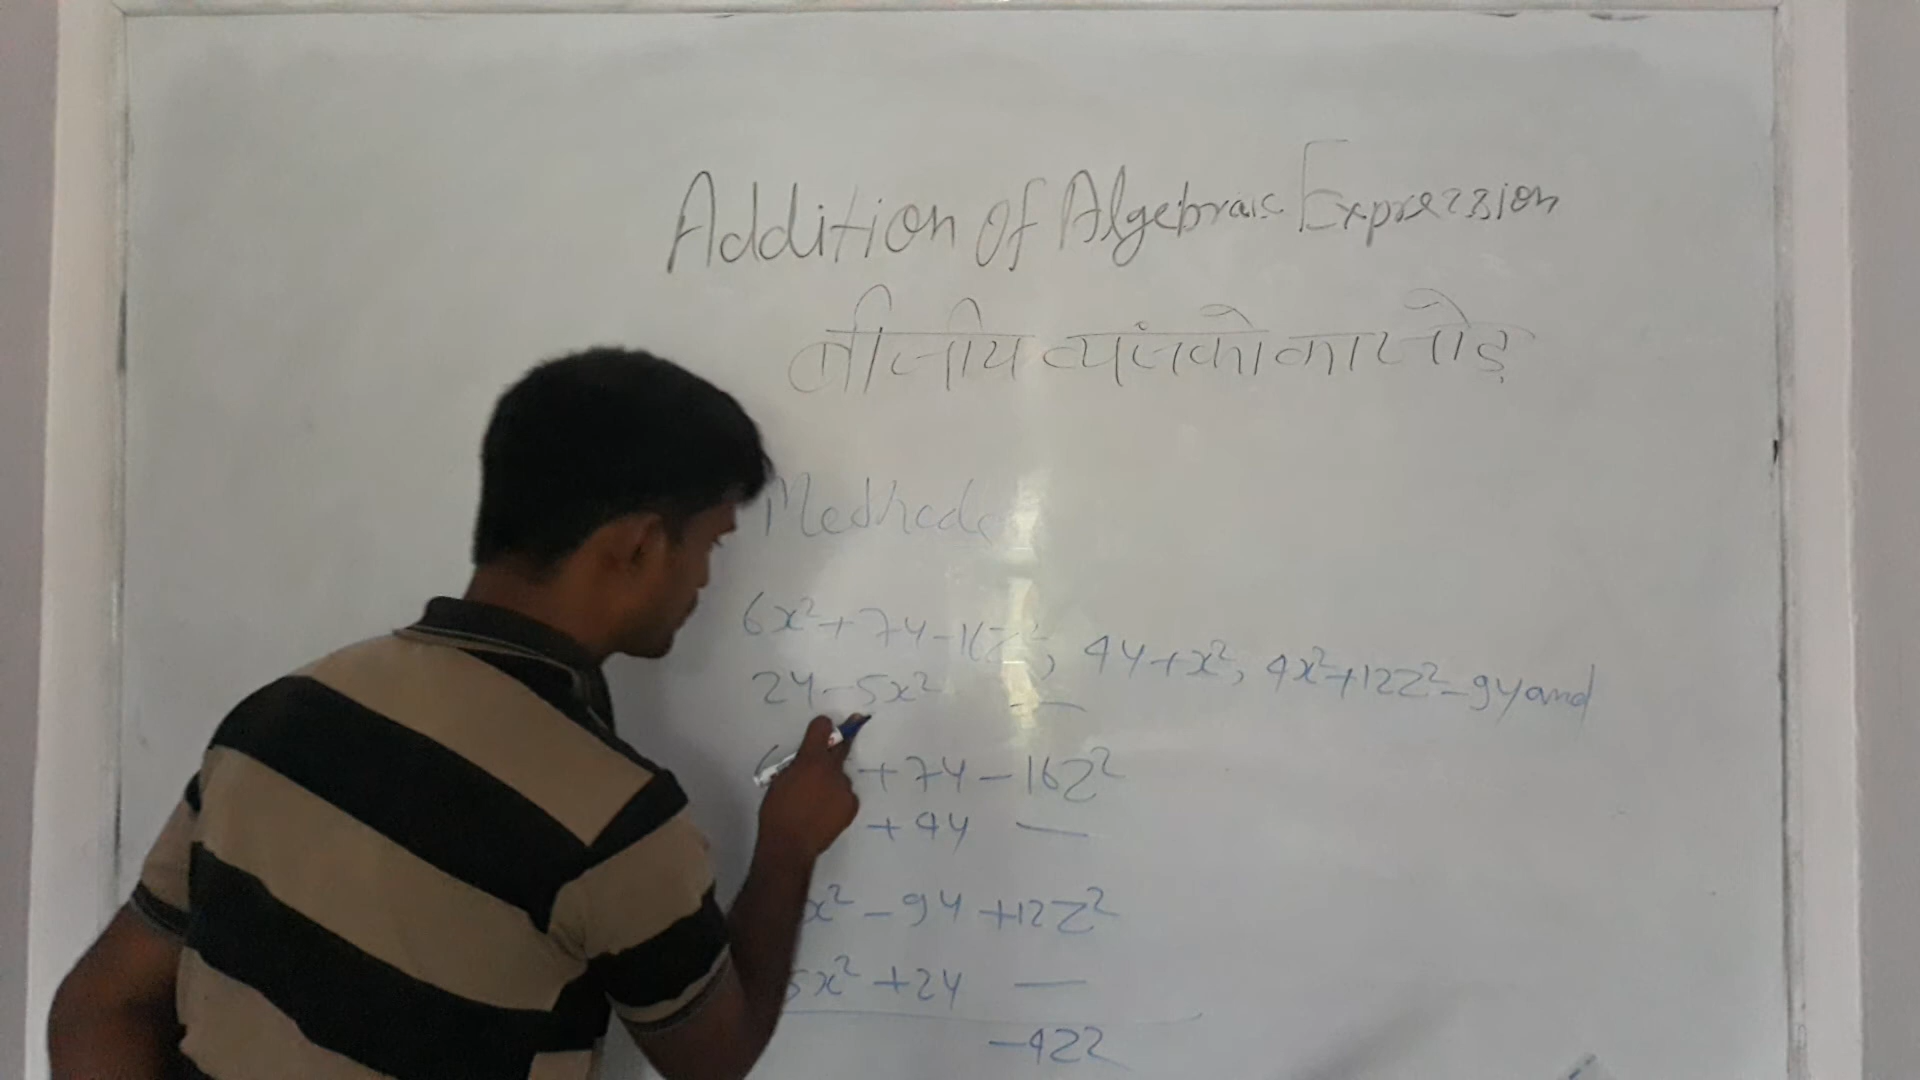 Addition of Algebraic Expression
बीजीय व्यंजको का जोड़
6x²+7y-16z², 4y+x², 4x²+12z²-9y and
2y-5x²
+7y-16z²
+4y —
x²-9y+12z²
5x²+2y —
-4z²